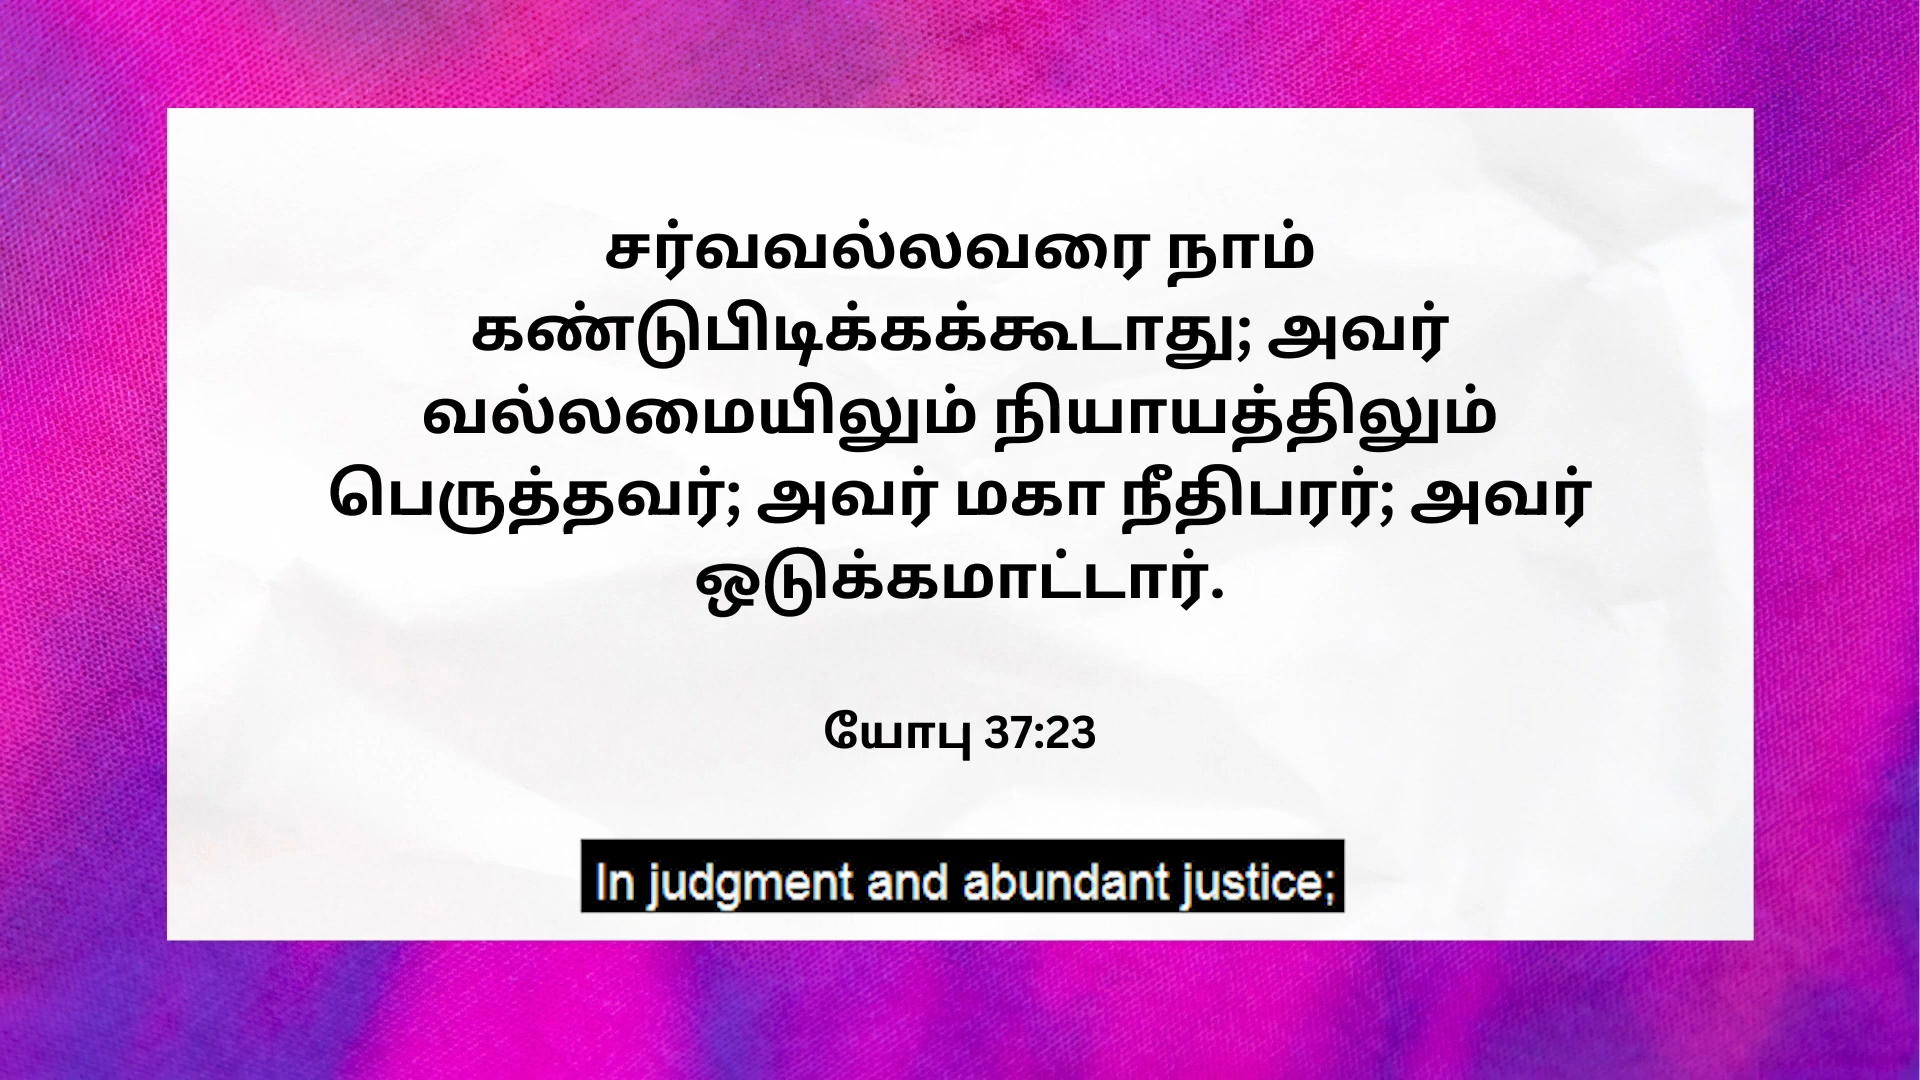 சர்வவல்லவரை நாம்
கண்டுபிடிக்கக்கூடாது; அவர்
வல்லமையிலும் நியாயத்திலும்
பெருத்தவர்; அவர் மகா நீதிபரர்; அவர்
ஒடுக்கமாட்டார்.
யோபு 37:23
In judgment and abundant justice;